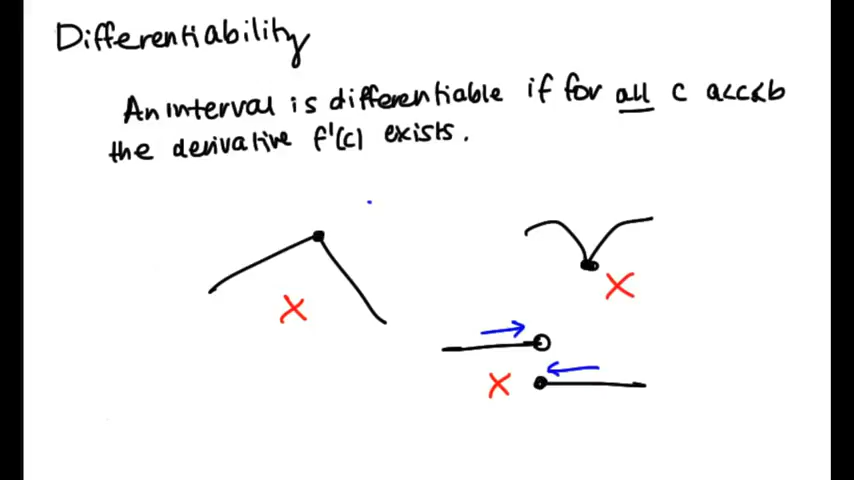 Differentiability
An interval is differentiable if for all c a<c<b
the derivative f'(c) exists.
X
X
X